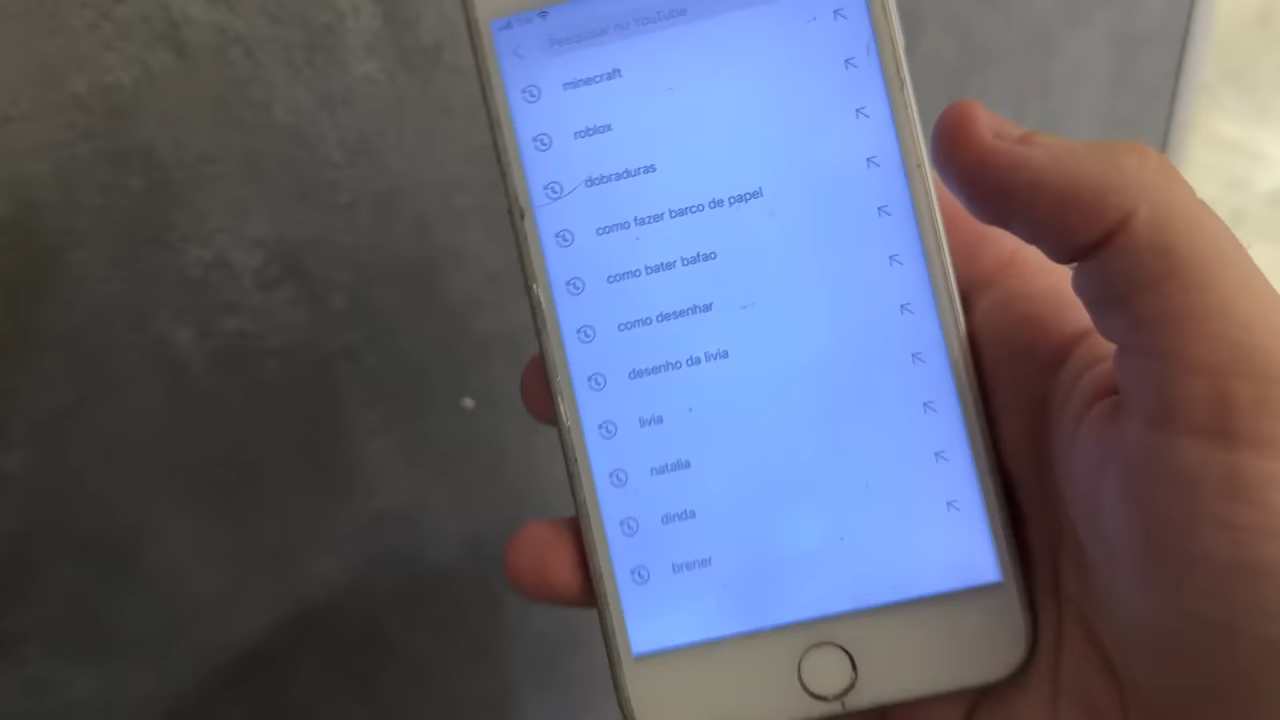 Pesquisar no YouTube
minecraft
roblox
dobraduras
como fazer barco de papel
como bater bafao
como desenhar
desenho da livia
livia
natalia
dinda
brener